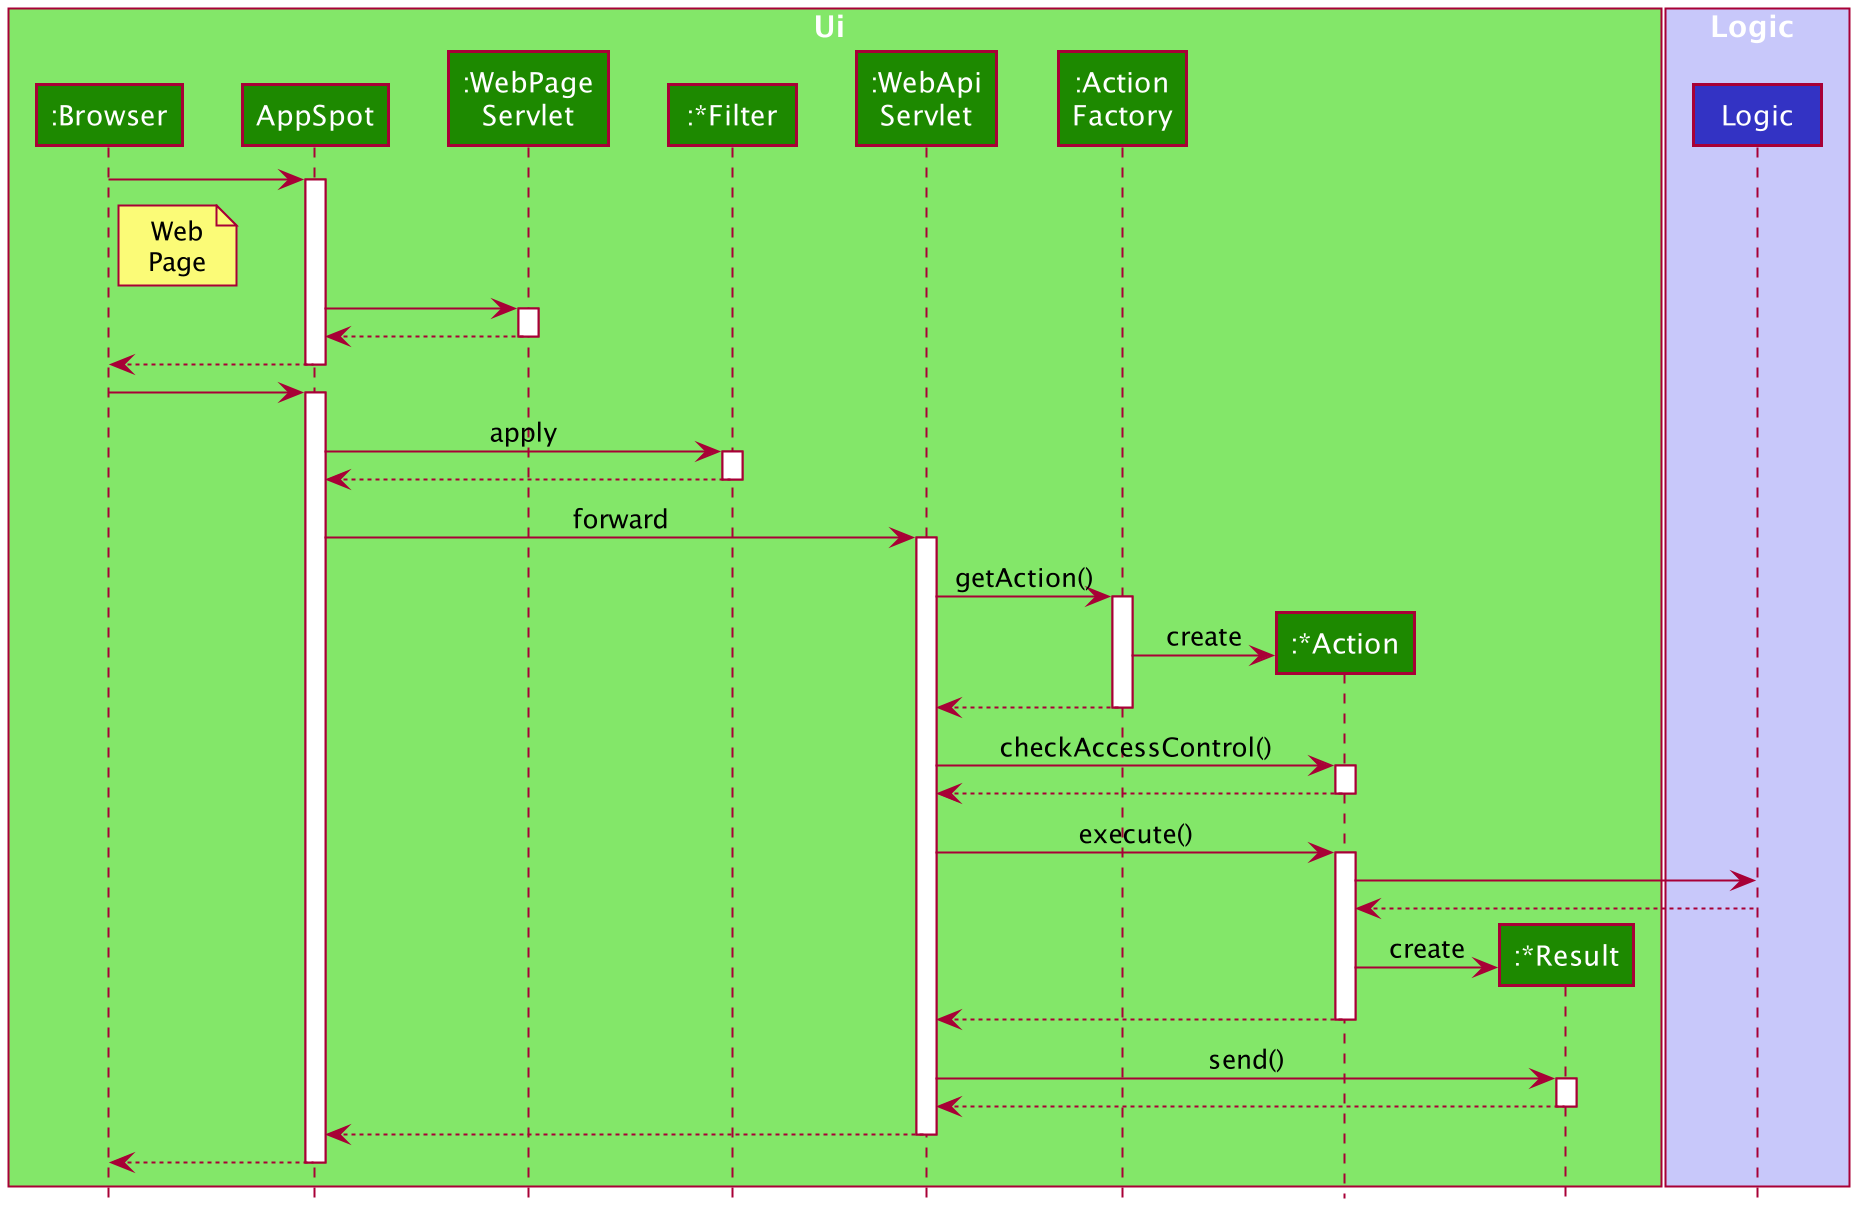 Ui
Logic
:Browser
AppSpot
:WebPage
Servlet
:*Filter
:WebApi
Servlet
:Action
Factory
Logic
Web
Page
apply
forward
getAction()
create
:*Action
checkAccessControl()
execute()
create
:*Result
send()